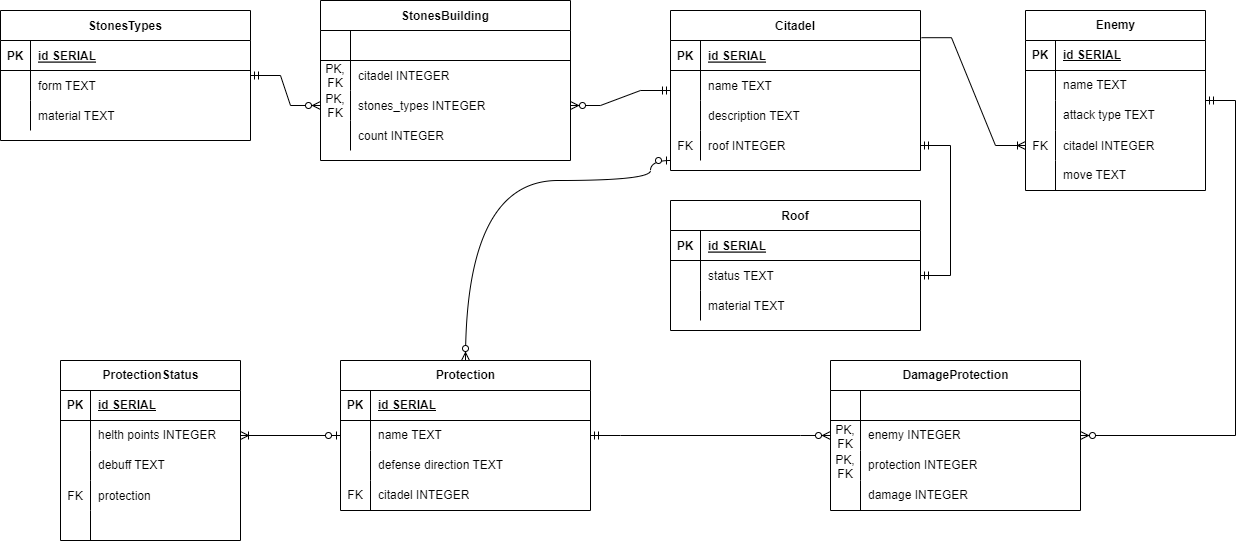 StonesTypes
PK id SERIAL
form TEXT
material TEXT
StonesBuilding
PK, FK citadel INTEGER
PK, FK stones_types INTEGER
count INTEGER
Citadel
PK id SERIAL
name TEXT
description TEXT
FK roof INTEGER
Enemy
PK id SERIAL
name TEXT
attack type TEXT
FK citadel INTEGER
move TEXT
Roof
PK id SERIAL
status TEXT
material TEXT
ProtectionStatus
PK id SERIAL
helth points INTEGER
debuff TEXT
FK protection
Protection
PK id SERIAL
name TEXT
defense direction TEXT
FK citadel INTEGER
DamageProtection
PK, FK enemy INTEGER
PK, FK protection INTEGER
damage INTEGER